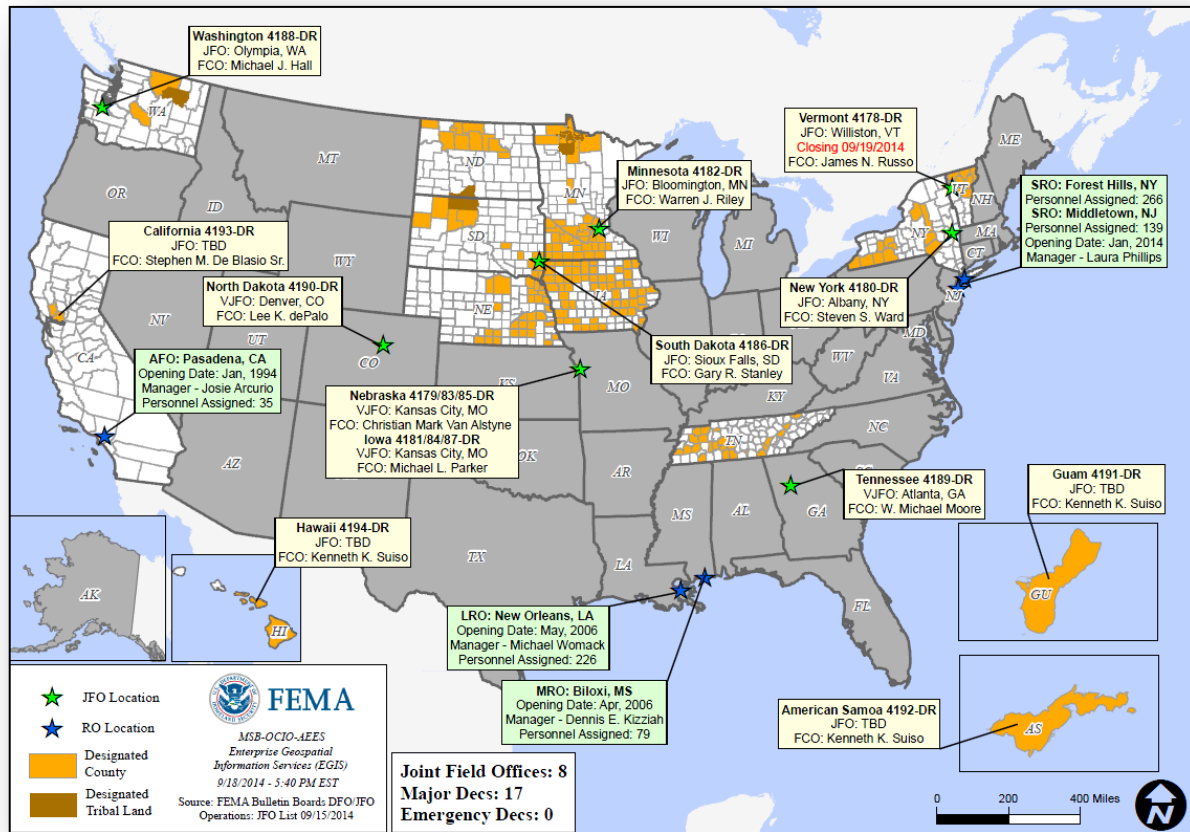 Washington 4188-DR
JFO: Olympia, WA
FCO: Michael J. Hall
WA
MT
ND
MN
OR
ID
WY
SD
WI
MI
ME
Vermont 4178-DR
JFO: Williston, VT
Closing 09/19/2014
FCO: James N. Russo
VT
NH
NY
MA
CT
NJ
SRO: Forest Hills, NY
Personnel Assigned: 266
SRO: Middletown, NJ
Personnel Assigned: 139
Opening Date: Jan, 2014
Manager - Laura Phillips
Minnesota 4182-DR
JFO: Bloomington, MN
FCO: Warren J. Riley
California 4193-DR
JFO: TBD
FCO: Stephen M. De Blasio Sr.
North Dakota 4190-DR
VJFO: Denver, CO
FCO: Lee K. dePalo
New York 4180-DR
JFO: Albany, NY
FCO: Steven S. Ward
South Dakota 4186-DR
JFO: Sioux Falls, SD
FCO: Gary R. Stanley
NE
IA
NV
UT
CO
CA
KS
MO
KY
WV
VA
MD
AFO: Pasadena, CA
Opening Date: Jan, 1994
Manager - Josie Arcurio
Personnel Assigned: 35
Nebraska 4179/83/85-DR
VJFO: Kansas City, MO
FCO: Christian Mark Van Alstyne
Iowa 4181/84/87-DR
VJFO: Kansas City, MO
FCO: Michael L. Parker
AZ
OK
AR
TN
NC
SC
MS
AL
GA
TX
LA
FL
Tennessee 4189-DR
VJFO: Atlanta, GA
FCO: W. Michael Moore
Guam 4191-DR
JFO: TBD
FCO: Kenneth K. Suiso
GU
Hawaii 4194-DR
JFO: TBD
FCO: Kenneth K. Suiso
AK
HI
LRO: New Orleans, LA
Opening Date: May, 2006
Manager - Michael Womack
Personnel Assigned: 226
MRO: Biloxi, MS
Opening Date: Apr, 2006
Manager - Dennis E. Kizziah
Personnel Assigned: 79
American Samoa 4192-DR
JFO: TBD
FCO: Kenneth K. Suiso
AS
JFO Location
RO Location
Designated
County
Designated
Tribal Land
FEMA
MSB-OCIO-AEES
Enterprise Geospatial
Information Services (EGIS)
9/18/2014 - 5:40 PM EST
Source: FEMA Bulletin Boards DFO/JFO
Operations: JFO List 09/15/2014
Joint Field Offices: 8
Major Decs: 17
Emergency Decs: 0
0 200 400 Miles